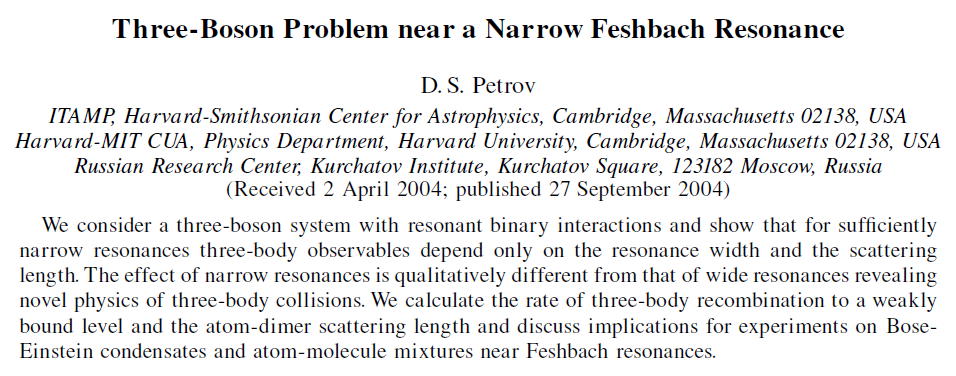 Three-Boson Problem near a Narrow Feshbach Resonance
D. S. Petrov
ITAMP, Harvard-Smithsonian Center for Astrophysics, Cambridge, Massachusetts 02138, USA
Harvard-MIT CUA, Physics Department, Harvard University, Cambridge, Massachusetts 02138, USA
Russian Research Center, Kurchatov Institute, Kurchatov Square, 123182 Moscow, Russia
(Received 2 April 2004; published 27 September 2004)
We consider a three-boson system with resonant binary interactions and show that for sufficiently
narrow resonances three-body observables depend only on the resonance width and the scattering
length. The effect of narrow resonances is qualitatively different from that of wide resonances revealing
novel physics of three-body collisions. We calculate the rate of three-body recombination to a weakly
bound level and the atom-dimer scattering length and discuss implications for experiments on Bose-
Einstein condensates and atom-molecule mixtures near Feshbach resonances.